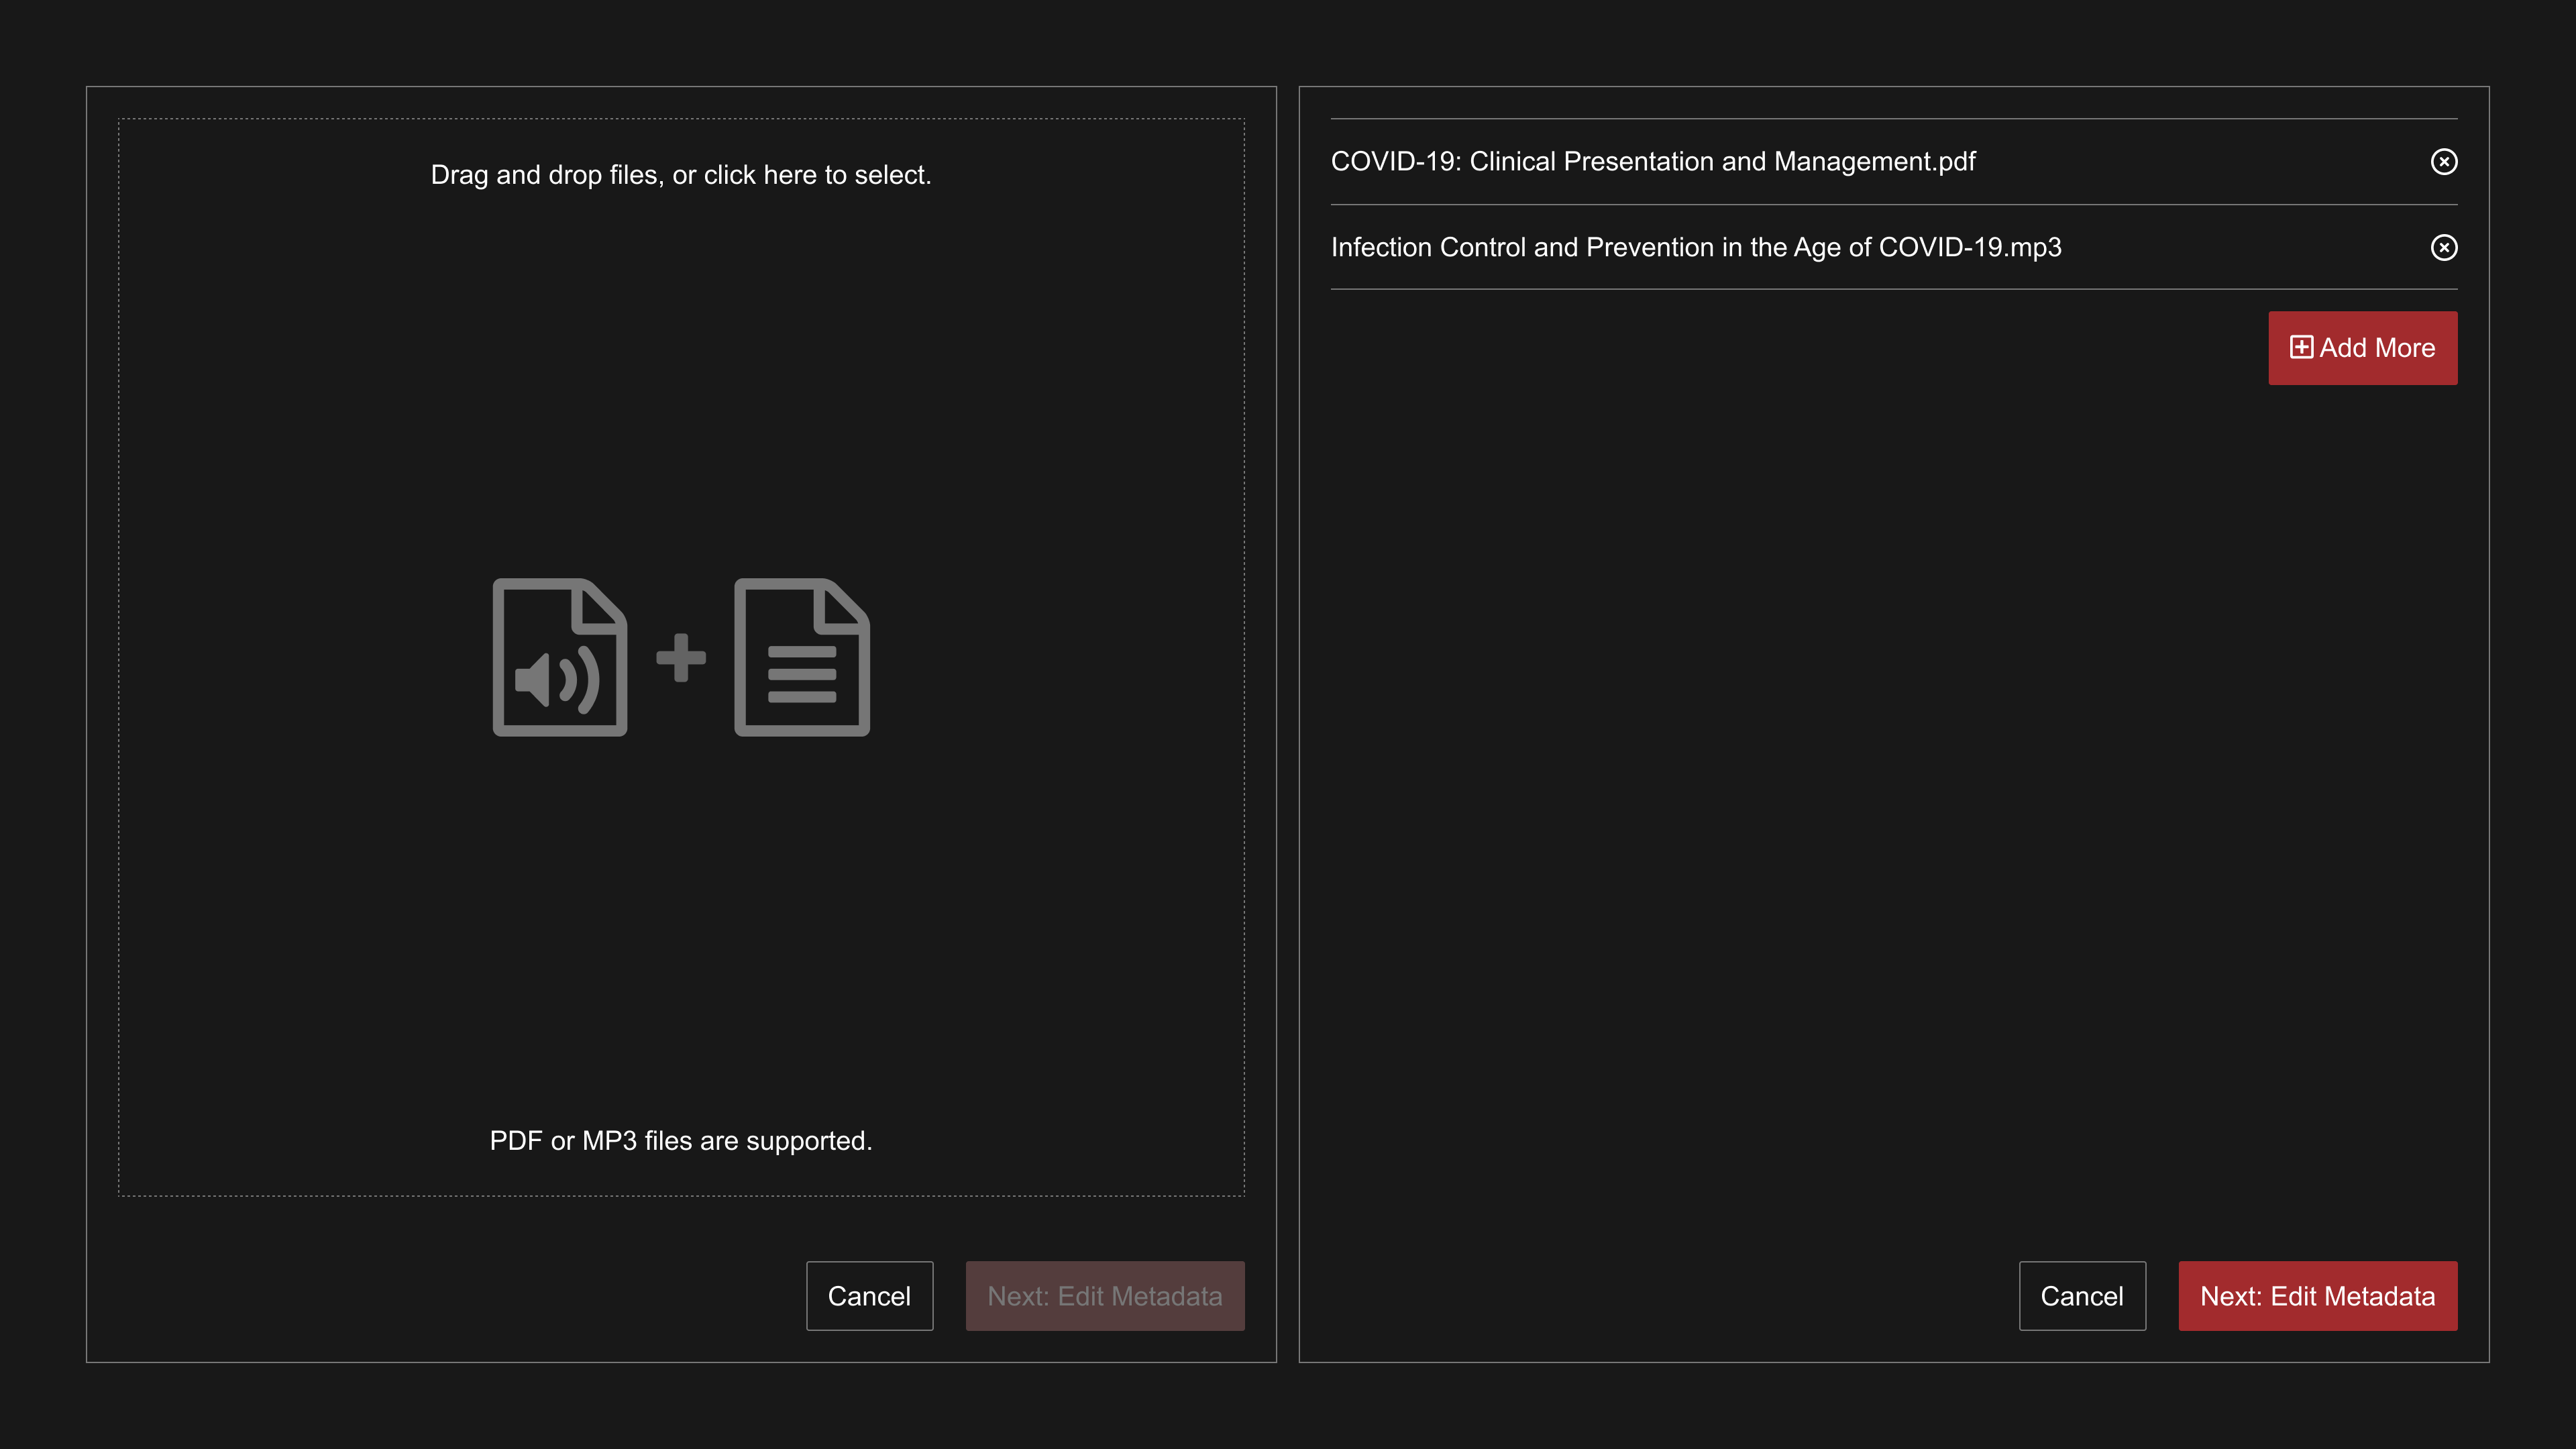 Drag and drop files, or click here to select.
PDF or MP3 files are supported.
Cancel
Next: Edit Metadata
COVID-19: Clinical Presentation and Management.pdf
Infection Control and Prevention in the Age of COVID-19.mp3
Add More
Cancel
Next: Edit Metadata